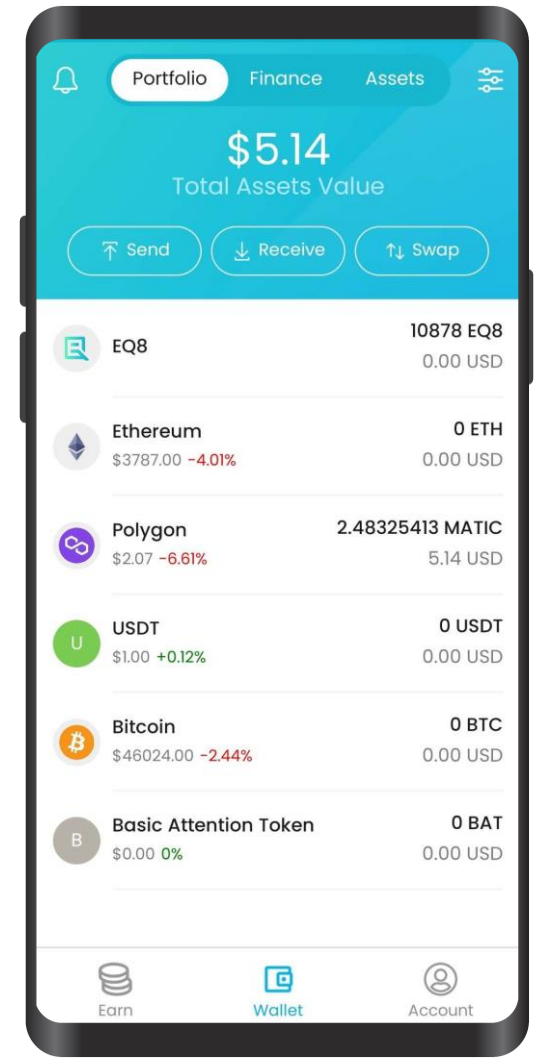 Portfolio Finance Assets
$5.14
Total Assets Value
Send Receive Swap
EQ8 10878 EQ8
0.00 USD
Ethereum 0 ETH
$3787.00 -4.01% 0.00 USD
Polygon 2.48325413 MATIC
$2.07 -6.61% 5.14 USD
U USDT 0 USDT
$1.00 +0.12% 0.00 USD
Bitcoin 0 BTC
$46024.00 -2.44% 0.00 USD
B Basic Attention Token 0 BAT
$0.00 0% 0.00 USD
Earn Wallet Account